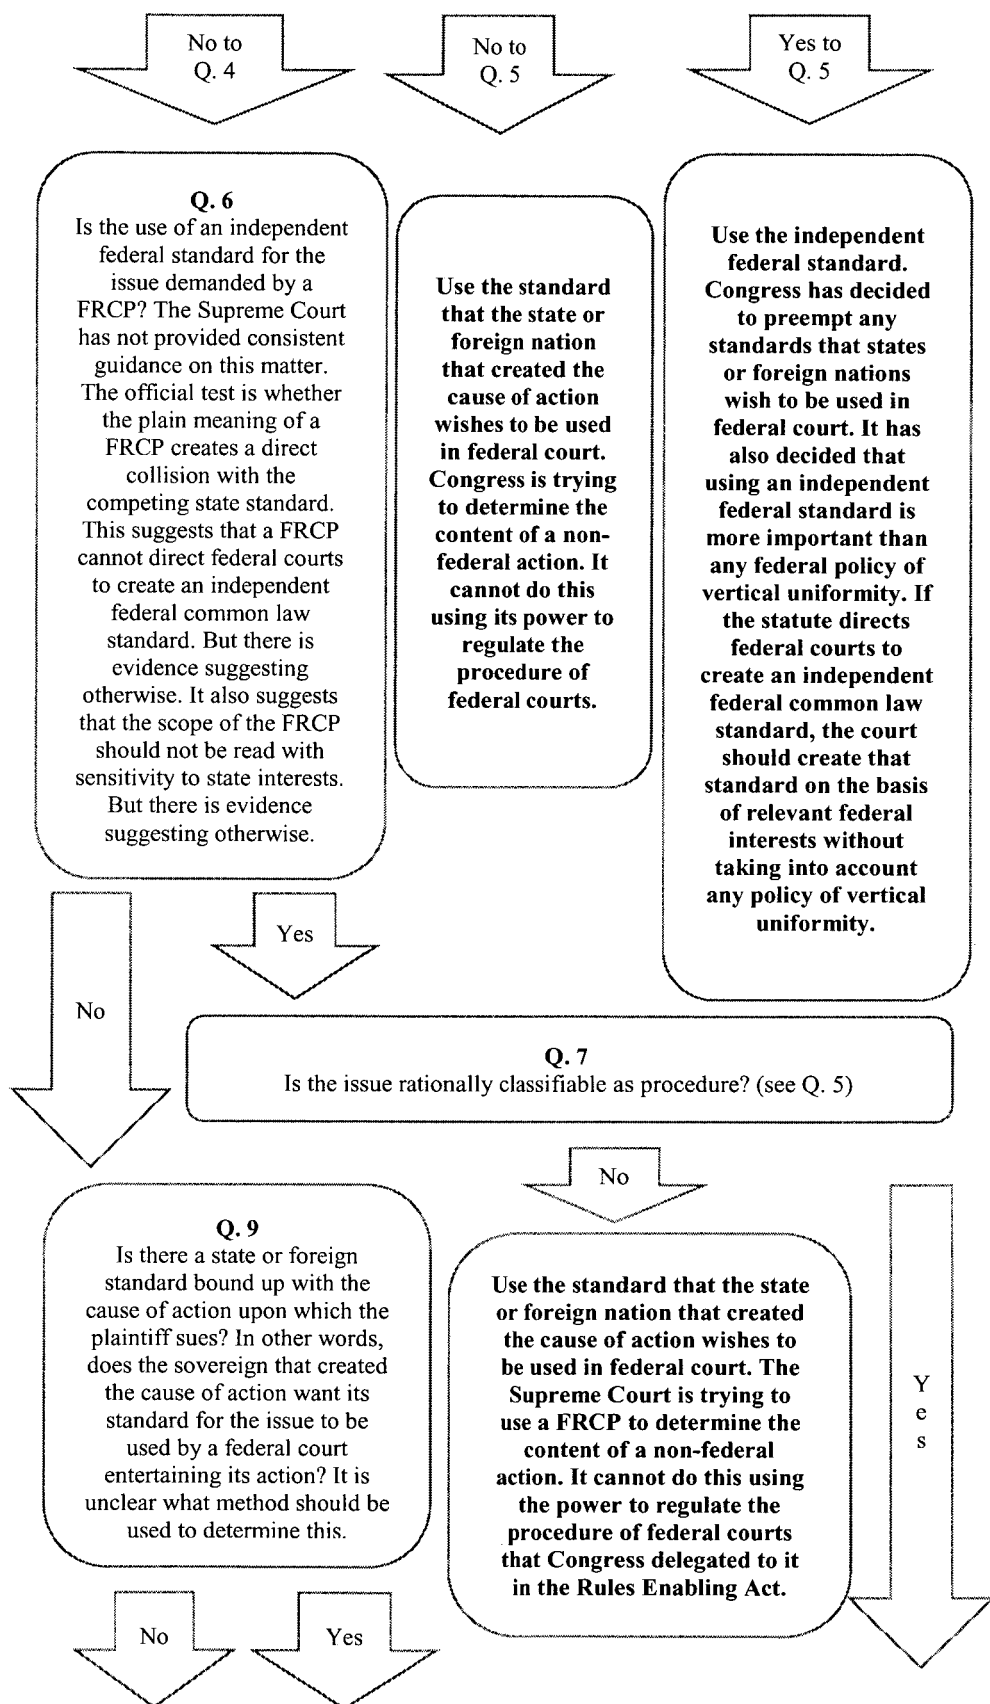 No to
Q. 4
No to
Q. 5
Yes to
Q. 5
Q. 6
Is the use of an independent
federal standard for the
issue demanded by a
FRCP? The Supreme Court
has not provided consistent
guidance on this matter.
The official test is whether
the plain meaning of a
FRCP creates a direct
collision with the
competing state standard.
This suggests that a FRCP
cannot direct federal courts
to create an independent
federal common law
standard. But there is
evidence suggesting
otherwise. It also suggests
that the scope of the FRCP
should not be read with
sensitivity to state interests.
But there is evidence
suggesting otherwise.
Use the standard
that the state or
foreign nation
that created the
cause of action
wishes to be used
in federal court.
Congress is trying
to determine the
content of a non-
federal action. It
cannot do this
using its power to
regulate the
procedure of
federal courts.
Use the independent
federal standard.
Congress has decided
to preempt any
standards that states
or foreign nations
wish to be used in
federal court. It has
also decided that
using an independent
federal standard is
more important than
any federal policy of
vertical uniformity. If
the statute directs
federal courts to
create an independent
federal common law
standard, the court
should create that
standard on the basis
of relevant federal
interests without
taking into account
any policy of vertical
uniformity.
No
Yes
Q. 7
Is the issue rationally classifiable as procedure? (see Q. 5)
No
Q. 9
Is there a state or foreign
standard bound up with the
cause of action upon which the
plaintiff sues? In other words,
does the sovereign that created
the cause of action want its
standard for the issue to be
used by a federal court
entertaining its action? It is
unclear what method should be
used to determine this.
Use the standard that the state
or foreign nation that created
the cause of action wishes to
be used in federal court. The
Supreme Court is trying to
use a FRCP to determine the
content of a non-federal
action. It cannot do this using
the power to regulate the
procedure of federal courts
that Congress delegated to it
in the Rules Enabling Act.
Y
e
s
No
Yes